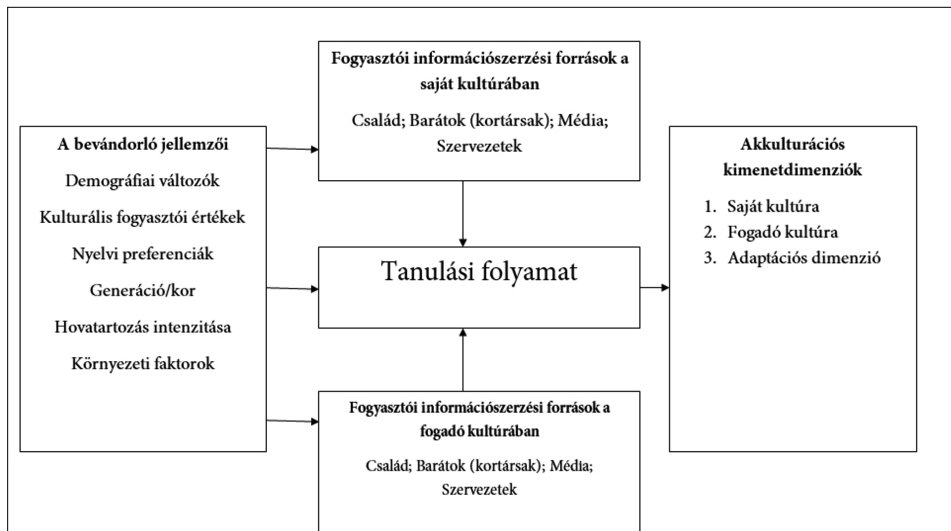 A bevándorló jellemzői
Demográfiai változók
Kulturális fogyasztói értékek
Nyelvi preferenciák
Generáció/kor
Hovatartozás intenzitása
Környezeti faktorok
Fogyasztói információszerzési források a
saját kultúrában
Család; Barátok (kortársak); Média;
Szervezetek
Tanulási folyamat
Fogyasztói információszerzési források a
fogadó kultúrában
Család; Barátok (kortársak); Média;
Szervezetek
Akkulturációs
kimenetdimenziók
1. Saját kultúra
2. Fogadó kultúra
3. Adaptációs dimenzió